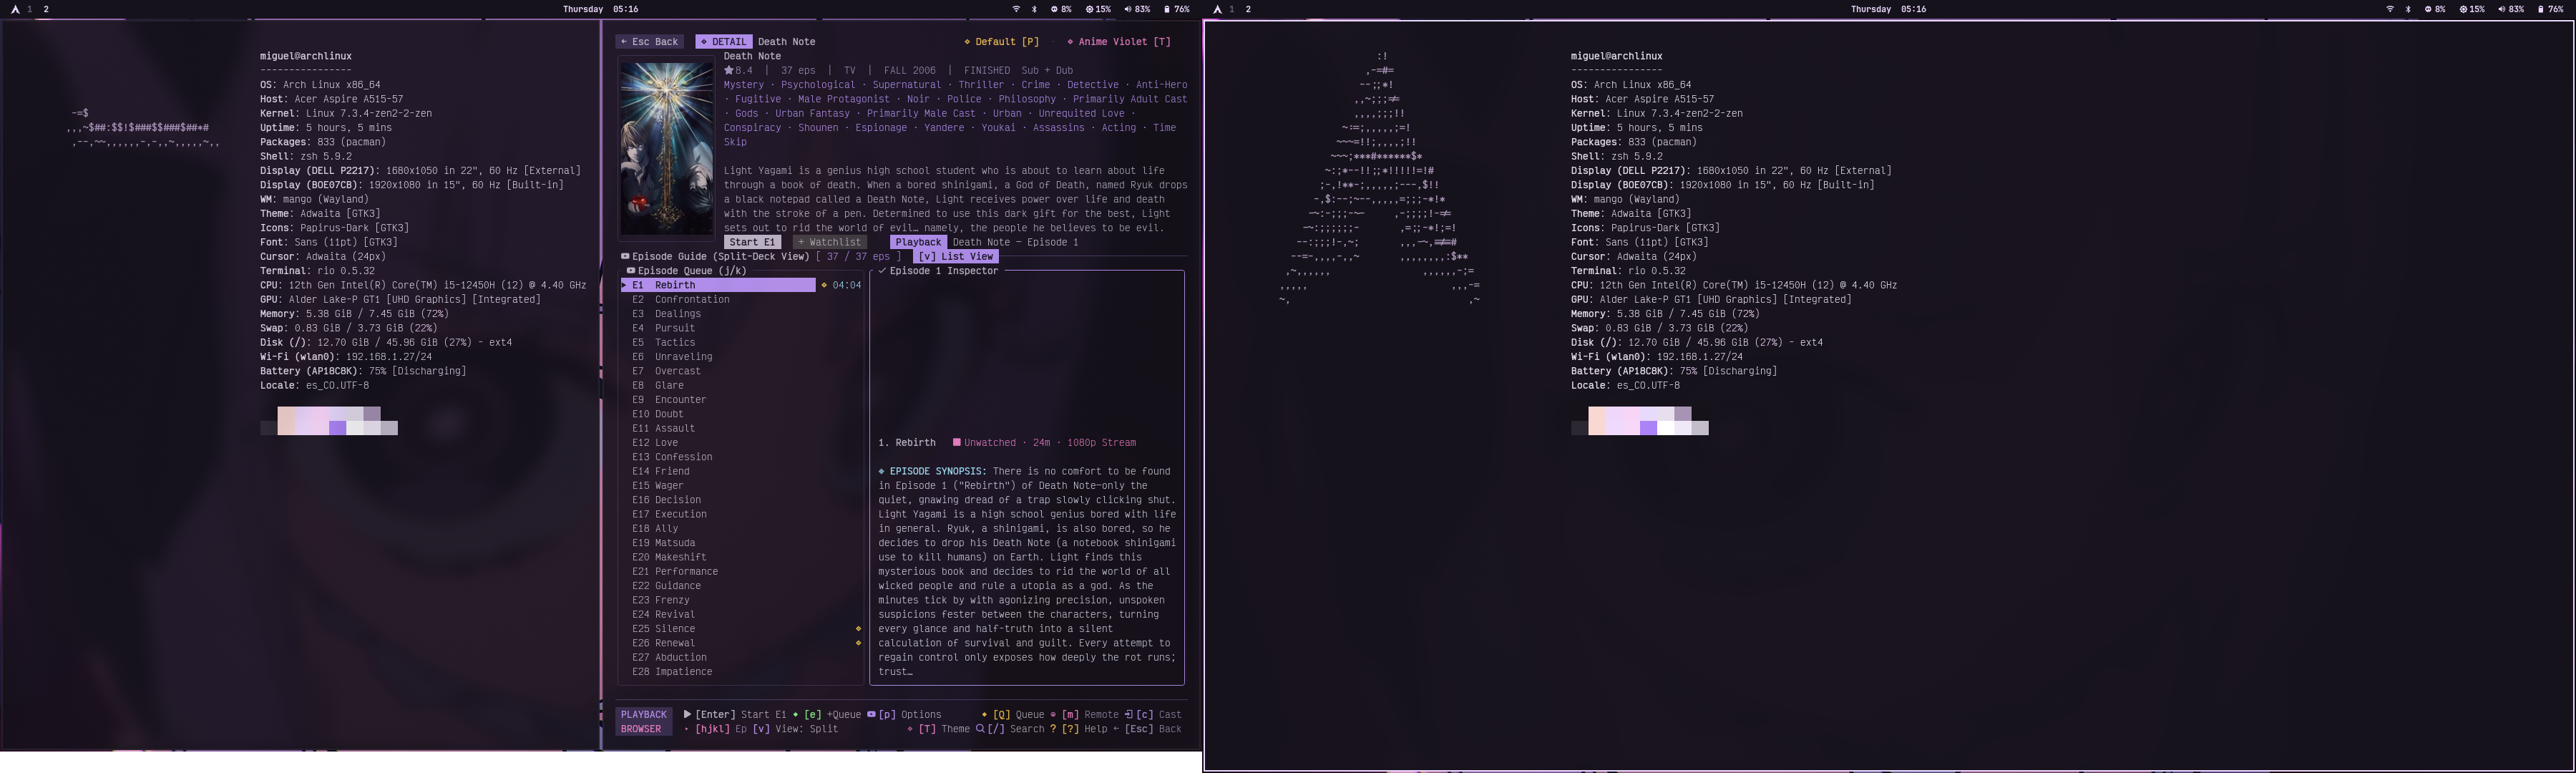 1 2
Thursday 05:16
8% 15% 83% 76%
miguel@archlinux
----------------
OS: Arch Linux x86_64
Host: Acer Aspire A515-57
Kernel: Linux 7.3.4-zen2-2-zen
Uptime: 5 hours, 5 mins
Packages: 833 (pacman)
Shell: zsh 5.9.2
Display (DELL P2217): 1680x1050 in 22", 60 Hz [External]
Display (BOE07CB): 1920x1080 in 15", 60 Hz [Built-in]
WM: mango (Wayland)
Theme: Adwaita [GTK3]
Icons: Papirus-Dark [GTK3]
Font: Sans (11pt) [GTK3]
Cursor: Adwaita (24px)
Terminal: rio 0.5.32
CPU: 12th Gen Intel(R) Core(TM) i5-12450H (12) @ 4.40 GHz
GPU: Alder Lake-P GT1 [UHD Graphics] [Integrated]
Memory: 5.38 GiB / 7.45 GiB (72%)
Swap: 0.83 GiB / 3.73 GiB (22%)
Disk (/): 12.70 GiB / 45.96 GiB (27%) - ext4
Wi-Fi (wlan0): 192.168.1.27/24
Battery (AP18C8K): 75% [Discharging]
Locale: es_CO.UTF-8
← Esc Back ◆ DETAIL Death Note ◆ Default [P] · ◆ Anime Violet [T]
Death Note
★8.4 | 37 eps | TV | FALL 2006 | FINISHED Sub + Dub
Mystery · Psychological · Supernatural · Thriller · Crime · Detective · Anti-Hero
· Fugitive · Male Protagonist · Noir · Police · Philosophy · Primarily Adult Cast
· Gods · Urban Fantasy · Primarily Male Cast · Urban · Unrequited Love ·
Conspiracy · Shounen · Espionage · Yandere · Youkai · Assassins · Acting · Time
Skip
Light Yagami is a genius high school student who is about to learn about life
through a book of death. When a bored shinigami, a God of Death, named Ryuk drops
a black notepad called a Death Note, Light receives power over life and death
with the stroke of a pen. Determined to use this dark gift for the best, Light
sets out to rid the world of evil… namely, the people he believes to be evil.
Start E1 + Watchlist Playback Death Note — Episode 1
Episode Guide (Split-Deck View) [ 37 / 37 eps ] [v] List View
Episode Queue (j/k)
▶ E1 Rebirth ◆ 04:04
E2 Confrontation
E3 Dealings
E4 Pursuit
E5 Tactics
E6 Unraveling
E7 Overcast
E8 Glare
E9 Encounter
E10 Doubt
E11 Assault
E12 Love
E13 Confession
E14 Friend
E15 Wager
E16 Decision
E17 Execution
E18 Ally
E19 Matsuda
E20 Makeshift
E21 Performance
E22 Guidance
E23 Frenzy
E24 Revival
E25 Silence ◆
E26 Renewal ◆
E27 Abduction
E28 Impatience
✓ Episode 1 Inspector
1. Rebirth ■ Unwatched · 24m · 1080p Stream
◆ EPISODE SYNOPSIS: There is no comfort to be found
in Episode 1 ("Rebirth") of Death Note—only the
quiet, gnawing dread of a trap slowly clicking shut.
Light Yagami is a high school genius bored with life
in general. Ryuk, a shinigami, is also bored, so he
decides to drop his Death Note (a notebook shinigami
use to kill humans) on Earth. Light finds this
mysterious book and decides to rid the world of all
wicked people and rule a utopia as a god. As the
minutes tick by with agonizing precision, unspoken
suspicions fester between the characters, turning
every glance and half-truth into a silent
calculation of survival and guilt. Every attempt to
regain control only exposes how deeply the rot runs;
trust…
PLAYBACK ▶ [Enter] Start E1 ◆ [e] +Queue [p] Options ◆ [Q] Queue [m] Remote [c] Cast
BROWSER · [hjkl] Ep [v] View: Split ◆ [T] Theme [/] Search ? [?] Help ← [Esc] Back
1 2
Thursday 05:16
8% 15% 83% 76%
miguel@archlinux
----------------
OS: Arch Linux x86_64
Host: Acer Aspire A515-57
Kernel: Linux 7.3.4-zen2-2-zen
Uptime: 5 hours, 5 mins
Packages: 833 (pacman)
Shell: zsh 5.9.2
Display (DELL P2217): 1680x1050 in 22", 60 Hz [External]
Display (BOE07CB): 1920x1080 in 15", 60 Hz [Built-in]
WM: mango (Wayland)
Theme: Adwaita [GTK3]
Icons: Papirus-Dark [GTK3]
Font: Sans (11pt) [GTK3]
Cursor: Adwaita (24px)
Terminal: rio 0.5.32
CPU: 12th Gen Intel(R) Core(TM) i5-12450H (12) @ 4.40 GHz
GPU: Alder Lake-P GT1 [UHD Graphics] [Integrated]
Memory: 5.38 GiB / 7.45 GiB (72%)
Swap: 0.83 GiB / 3.73 GiB (22%)
Disk (/): 12.70 GiB / 45.96 GiB (27%) - ext4
Wi-Fi (wlan0): 192.168.1.27/24
Battery (AP18C8K): 75% [Discharging]
Locale: es_CO.UTF-8